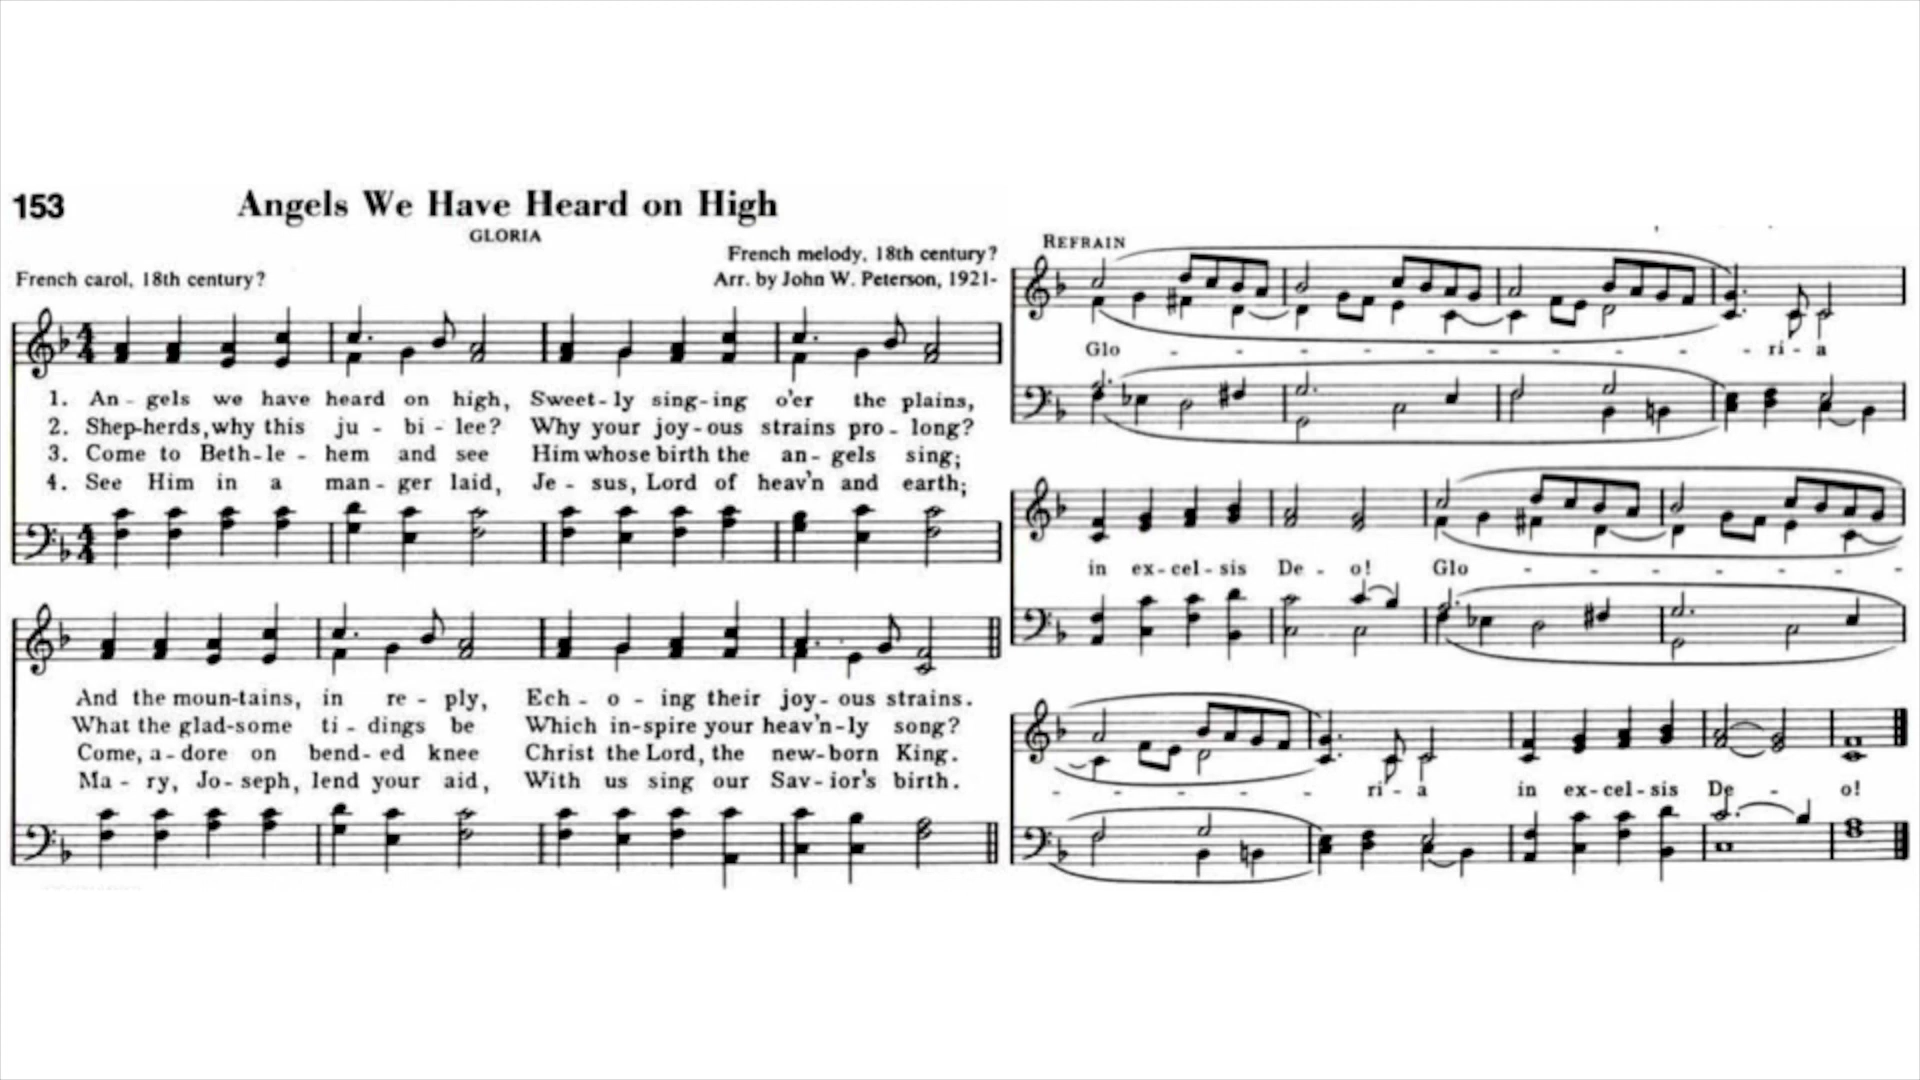 153 Angels We Have Heard on High
GLORIA
French melody, 18th century?
French carol, 18th century? Arr. by John W. Peterson, 1921-
1. An - gels we have heard on high, Sweet - ly sing - ing o'er the plains,
2. Shep-herds, why this ju - bi - lee? Why your joy - ous strains pro - long?
3. Come to Beth - le - hem and see Him whose birth the an - gels sing;
4. See Him in a man - ger laid, Je - sus, Lord of heav'n and earth;
And the moun-tains, in re - ply, Ech - o - ing their joy - ous strains.
What the glad-some ti - dings be Which in-spire your heav'n-ly song?
Come, a-dore on bend-ed knee Christ the Lord, the new-born King.
Ma - ry, Jo - seph, lend your aid, With us sing our Sav-ior's birth.
REFRAIN
Glo - - - - - - - - - - ri - a
in ex-cel-sis De - o! Glo - - - - -
- - - - - ri - a in ex-cel-sis De - o!